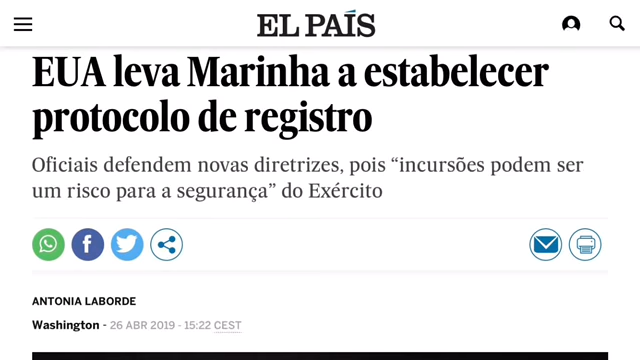 EL PAÍS
EUA leva Marinha a estabelecer
protocolo de registro
Oficiais defendem novas diretrizes, pois “incursões podem ser
um risco para a segurança” do Exército
ANTONIA LABORDE
Washington - 26 ABR 2019 - 15:22 CEST